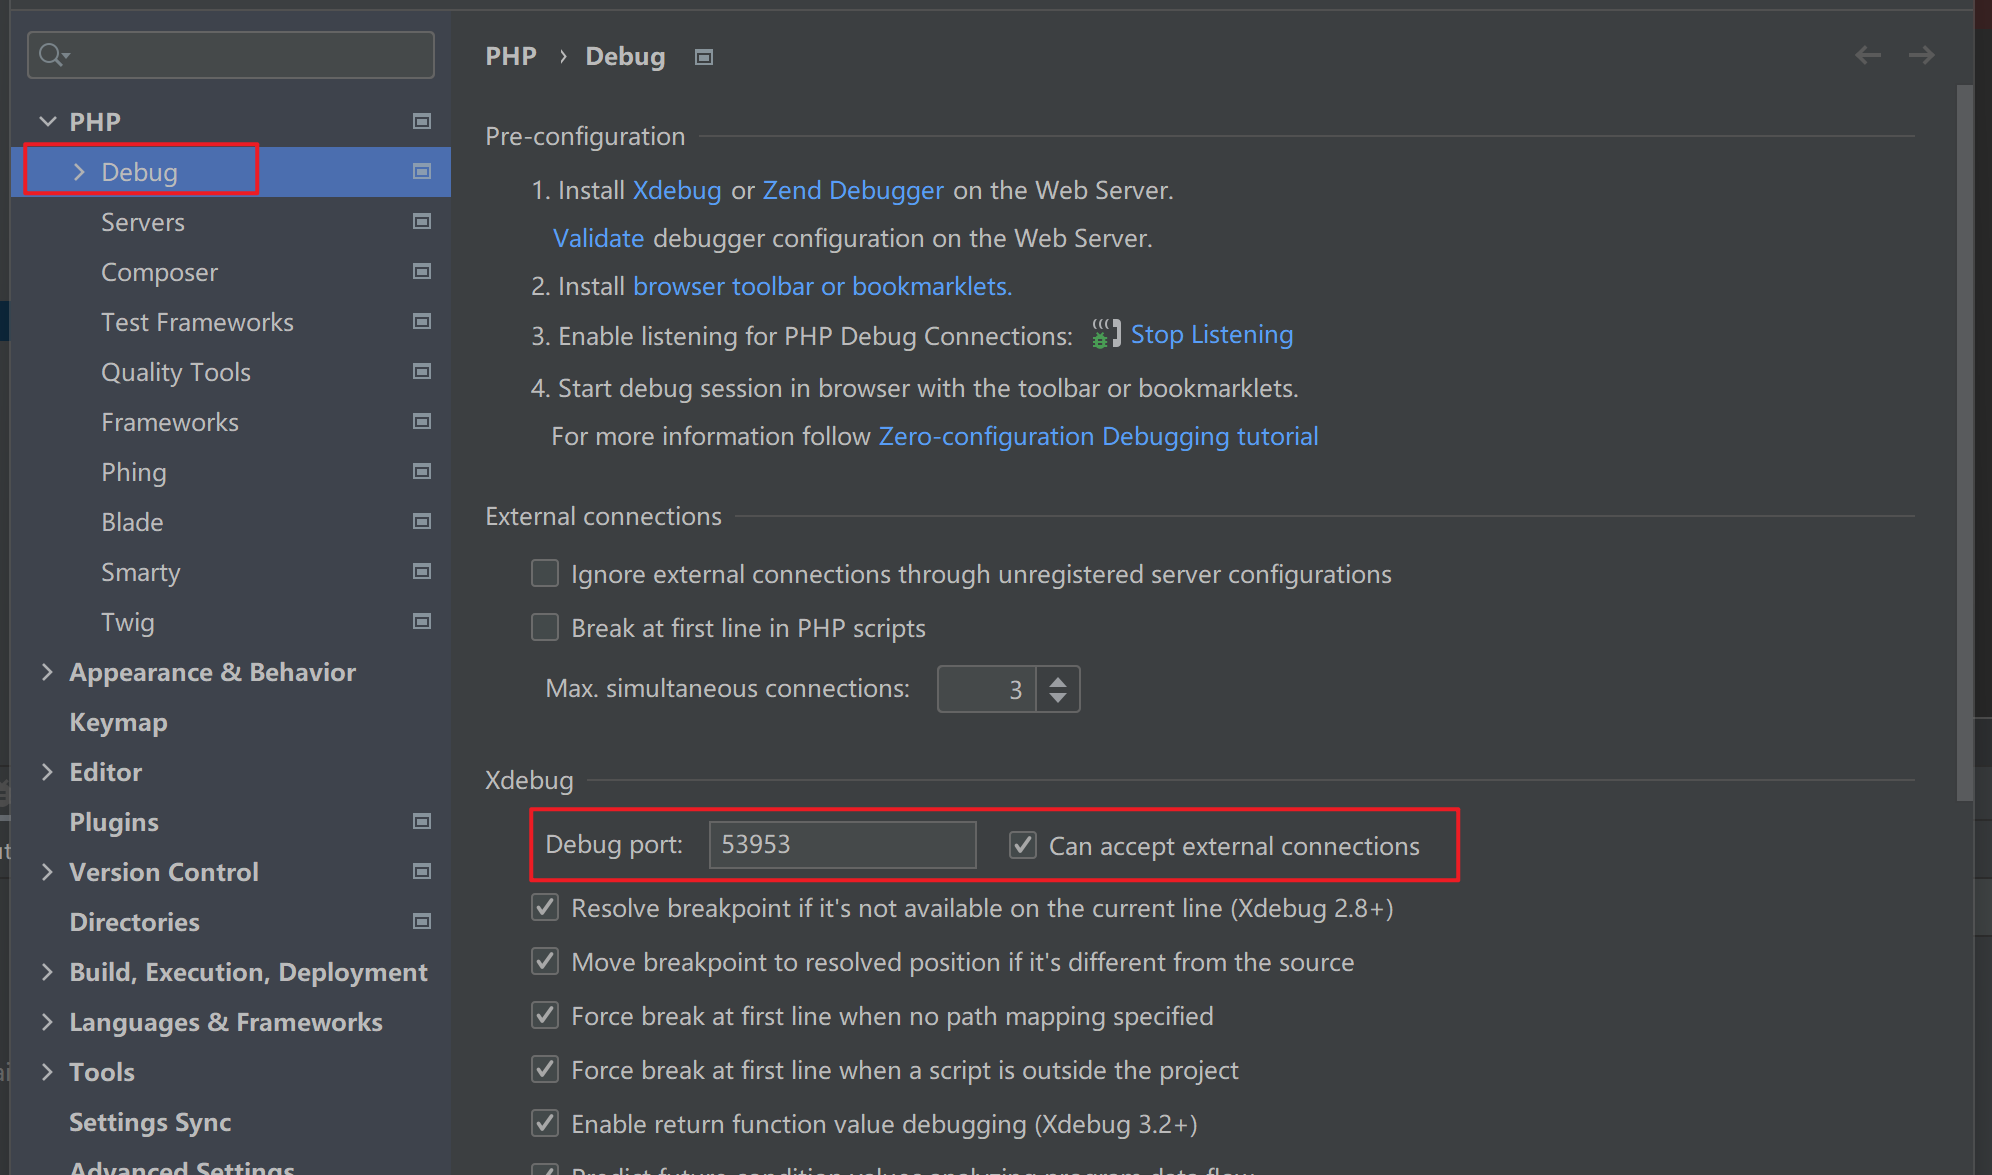 PHP
Debug
Servers
Composer
Test Frameworks
Quality Tools
Frameworks
Phing
Blade
Smarty
Twig
Appearance & Behavior
Keymap
Editor
Plugins
Version Control
Directories
Build, Execution, Deployment
Languages & Frameworks
Tools
Settings Sync
Advanced Settings
PHP › Debug
Pre-configuration
1. Install Xdebug or Zend Debugger on the Web Server.
Validate debugger configuration on the Web Server.
2. Install browser toolbar or bookmarklets.
3. Enable listening for PHP Debug Connections: Stop Listening
4. Start debug session in browser with the toolbar or bookmarklets.
For more information follow Zero-configuration Debugging tutorial
External connections
Ignore external connections through unregistered server configurations
Break at first line in PHP scripts
Max. simultaneous connections: 3
Xdebug
Debug port: 53953 Can accept external connections
Resolve breakpoint if it's not available on the current line (Xdebug 2.8+)
Move breakpoint to resolved position if it's different from the source
Force break at first line when no path mapping specified
Force break at first line when a script is outside the project
Enable return function value debugging (Xdebug 3.2+)
Predict future condition values analyzing program data flow